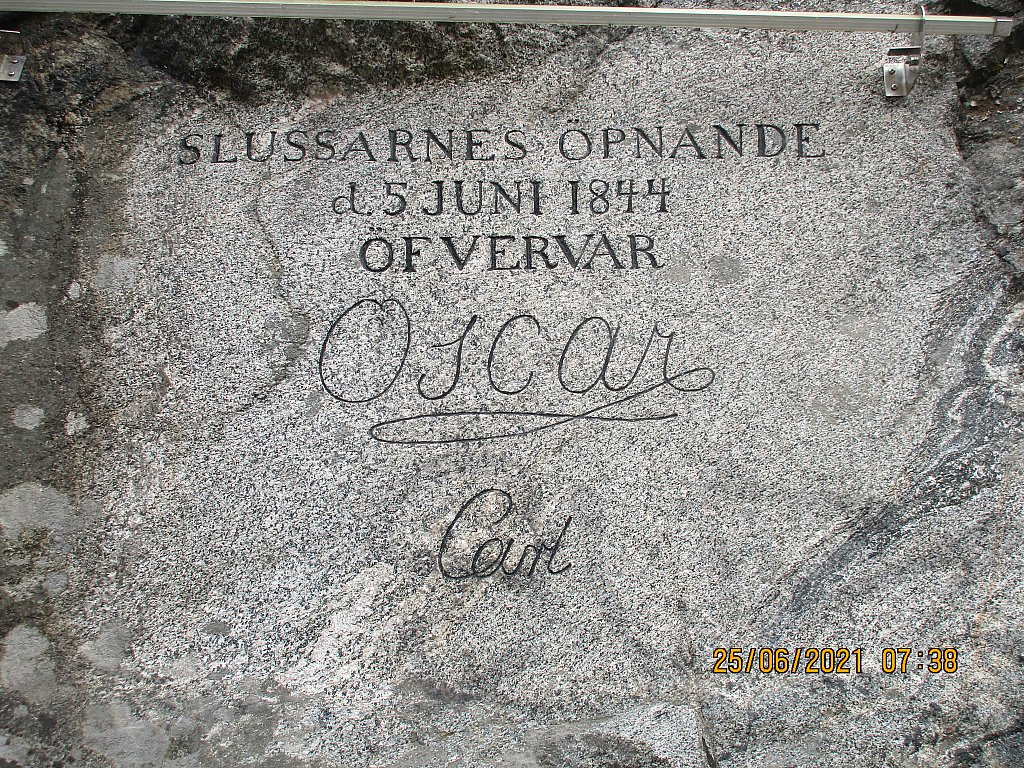 SLUSSARNES ÖPNANDE
d. 5 JUNI 1844
ÖFVERVAR
Oscar
Carl
25/06/2021 07:38